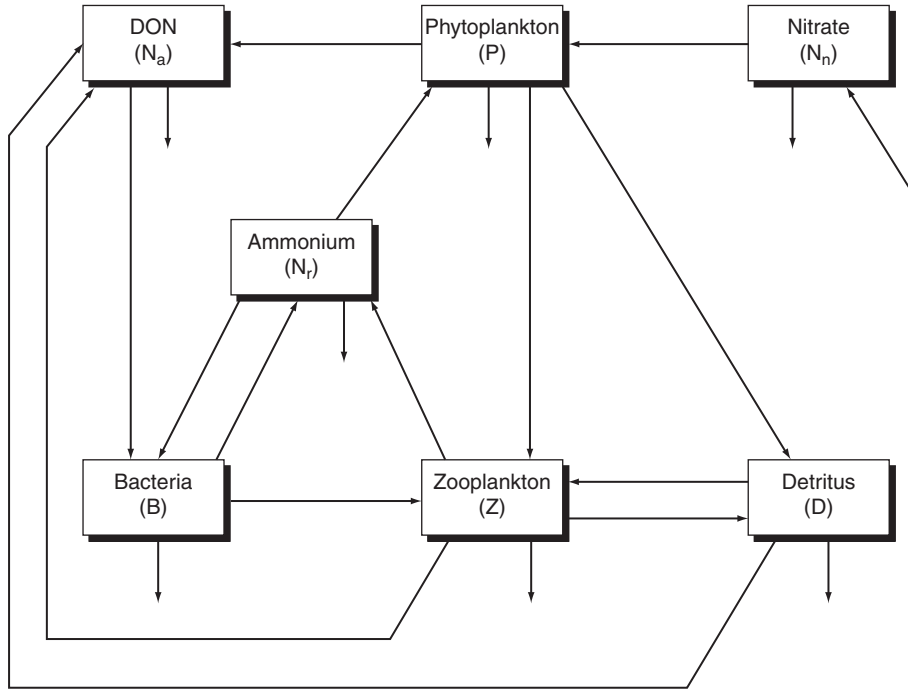 DON
(Na)
Phytoplankton
(P)
Nitrate
(Nn)
Ammonium
(Nr)
Bacteria
(B)
Zooplankton
(Z)
Detritus
(D)